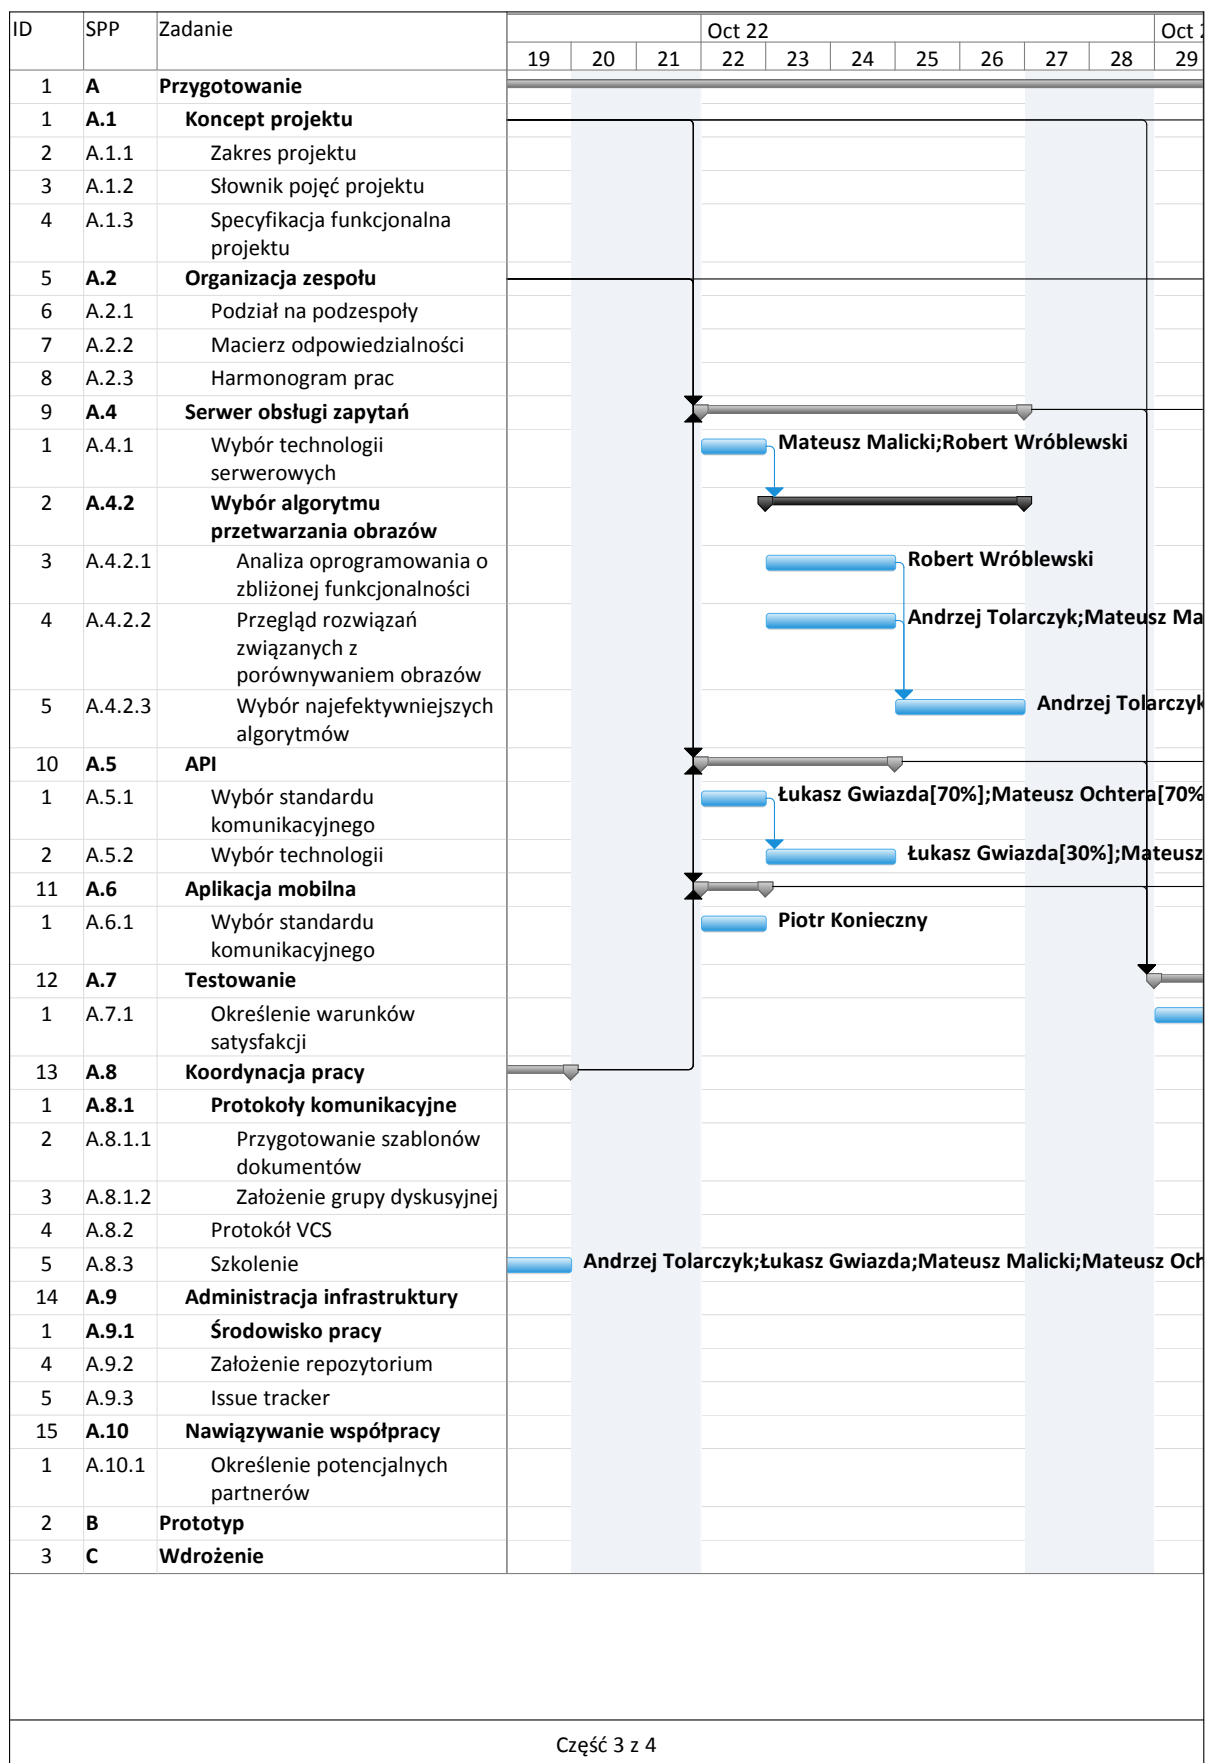 ID SPP Zadanie Oct 22 Oct
19 20 21 22 23 24 25 26 27 28 29
1 A Przygotowanie
1 A.1 Koncept projektu
2 A.1.1 Zakres projektu
3 A.1.2 Słownik pojęć projektu
4 A.1.3 Specyfikacja funkcjonalna
projektu
5 A.2 Organizacja zespołu
6 A.2.1 Podział na podzespoły
7 A.2.2 Macierz odpowiedzialności
8 A.2.3 Harmonogram prac
9 A.4 Serwer obsługi zapytań
1 A.4.1 Wybór technologii Mateusz Malicki;Robert Wróblewski
serwerowych
2 A.4.2 Wybór algorytmu
przetwarzania obrazów
3 A.4.2.1 Analiza oprogramowania o Robert Wróblewski
zbliżonej funkcjonalności
4 A.4.2.2 Przegląd rozwiązań Andrzej Tolarczyk;Mateusz Ma
związanych z
porównywaniem obrazów
5 A.4.2.3 Wybór najefektywniejszych Andrzej Tolarczyk
algorytmów
10 A.5 API
1 A.5.1 Wybór standardu Łukasz Gwiazda[70%];Mateusz Ochtera[70%
komunikacyjnego
2 A.5.2 Wybór technologii Łukasz Gwiazda[30%];Mateusz
11 A.6 Aplikacja mobilna
1 A.6.1 Wybór standardu Piotr Konieczny
komunikacyjnego
12 A.7 Testowanie
1 A.7.1 Określenie warunków
satysfakcji
13 A.8 Koordynacja pracy
1 A.8.1 Protokoły komunikacyjne
2 A.8.1.1 Przygotowanie szablonów
dokumentów
3 A.8.1.2 Założenie grupy dyskusyjnej
4 A.8.2 Protokół VCS
5 A.8.3 Szkolenie Andrzej Tolarczyk;Łukasz Gwiazda;Mateusz Malicki;Mateusz Och
14 A.9 Administracja infrastruktury
1 A.9.1 Środowisko pracy
4 A.9.2 Założenie repozytorium
5 A.9.3 Issue tracker
15 A.10 Nawiązywanie współpracy
1 A.10.1 Określenie potencjalnych
partnerów
2 B Prototyp
3 C Wdrożenie
Część 3 z 4